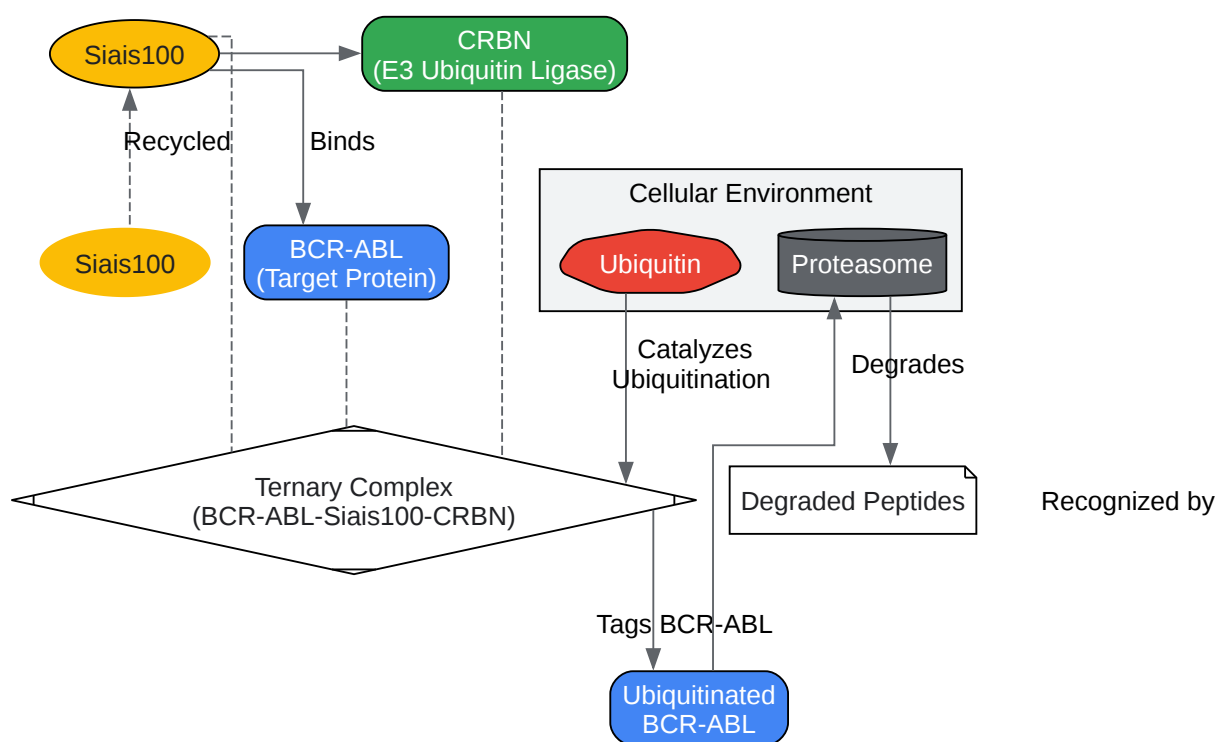 Siais100
CRBN
(E3 Ubiquitin Ligase)
Recycled
Binds
Cellular Environment
Siais100
BCR-ABL
(Target Protein)
Ubiquitin
Proteasome
Catalyzes
Ubiquitination
Degrades
Ternary Complex
(BCR-ABL-Siais100-CRBN)
Degraded Peptides
Recognized by
Tags BCR-ABL
Ubiquitinated
BCR-ABL